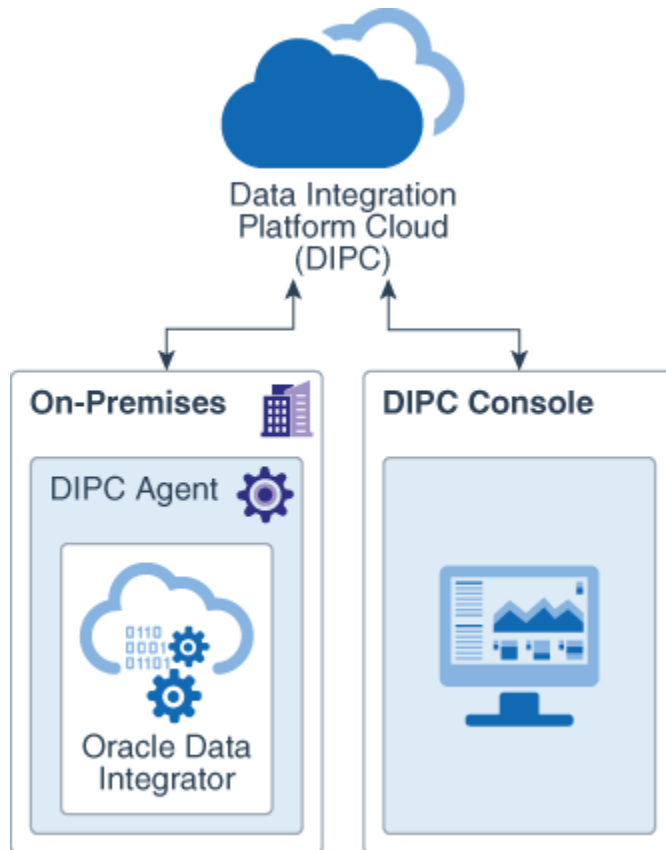 Data Integration
Platform Cloud
(DIPC)
On-Premises
DIPC Console
DIPC Agent
0110
0001
01101
Oracle Data
Integrator